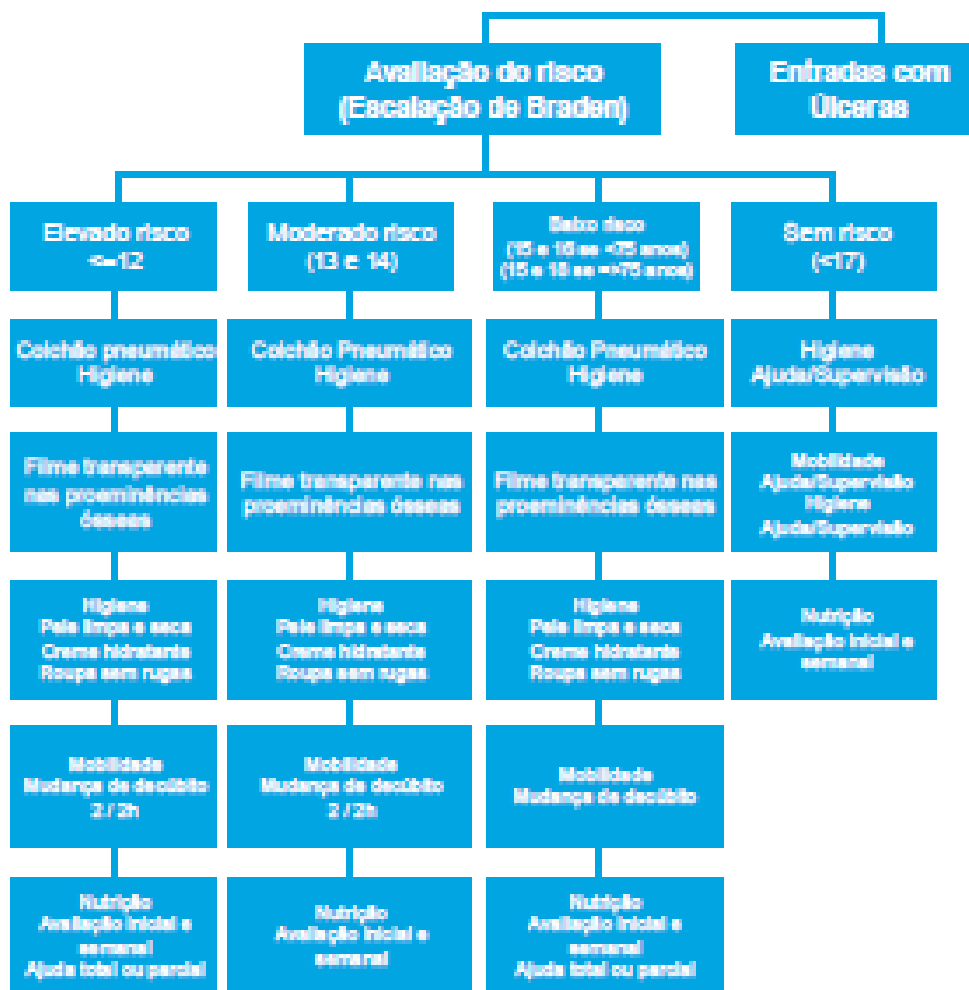 Avaliação do risco
(Escalação de Braden)
Entradas com
Úlceras
Elevado risco
<=12
Moderado risco
(13 e 14)
Baixo risco
(15 e 16 se <75 anos)
(15 e 18 se =>75 anos)
Sem risco
(<17)
Colchão pneumático
Higiene
Colchão Pneumático
Higiene
Colchão Pneumático
Higiene
Higiene
Ajuda/Supervisão
Filme transparente
nas proeminências
ósseas
Filme transparente nas
proeminências ósseas
Filme transparente nas
proeminências ósseas
Mobilidade
Ajuda/Supervisão
Higiene
Ajuda/Supervisão
Higiene
Pele limpa e seca
Creme hidratante
Roupa sem rugas
Higiene
Pele limpa e seca
Creme hidratante
Roupa sem rugas
Higiene
Pele limpa e seca
Creme hidratante
Roupa sem rugas
Nutrição
Avaliação inicial e
semanal
Mobilidade
Mudança de decúbito
2 / 2h
Mobilidade
Mudança de decúbito
2 / 2h
Mobilidade
Mudança de decúbito
Nutrição
Avaliação inicial e
semanal
Ajuda total ou parcial
Nutrição
Avaliação inicial e
semanal
Nutrição
Avaliação inicial e
semanal
Ajuda total ou parcial